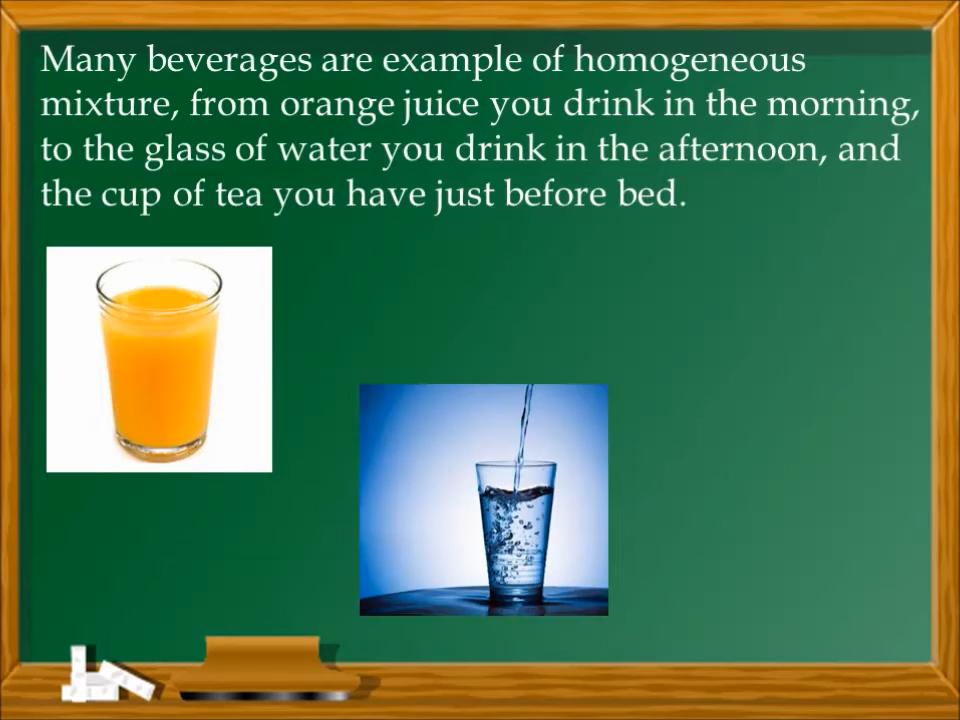 Many beverages are example of homogeneous
mixture, from orange juice you drink in the morning,
to the glass of water you drink in the afternoon, and
the cup of tea you have just before bed.